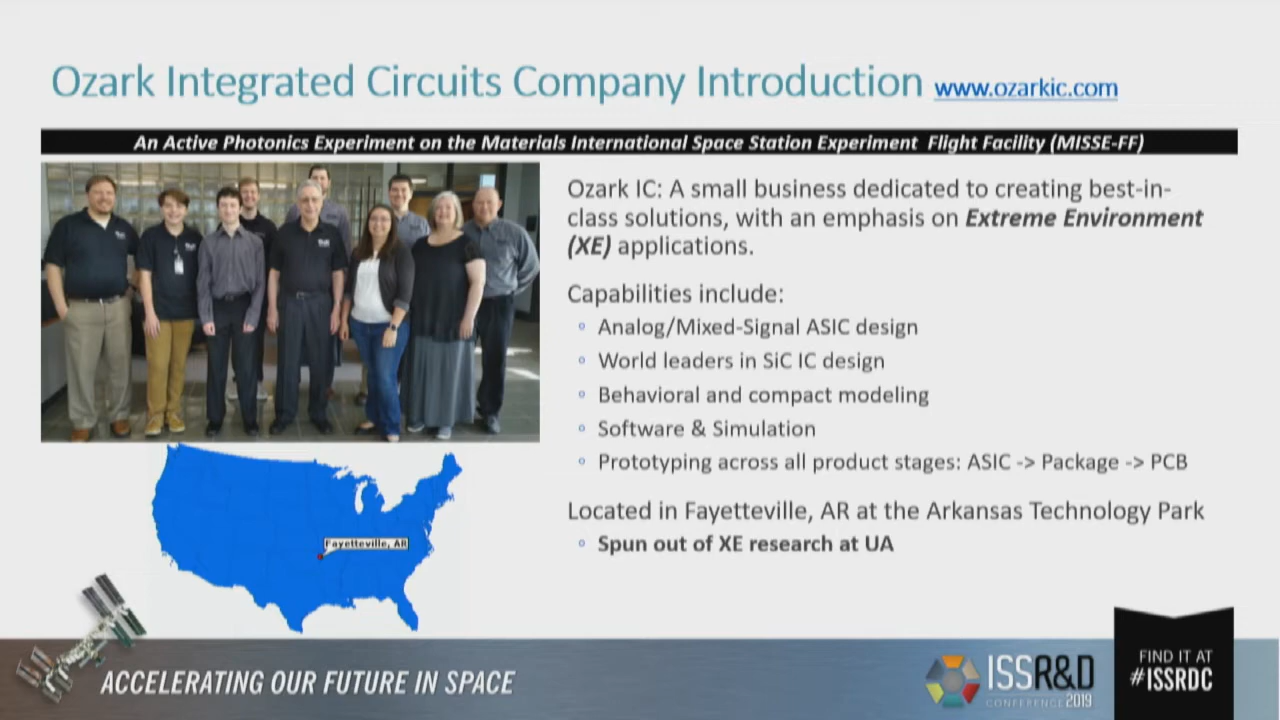 Ozark Integrated Circuits Company Introduction www.ozarkic.com
An Active Photonics Experiment on the Materials International Space Station Experiment Flight Facility (MISSE-FF)
Ozark IC: A small business dedicated to creating best-in-
class solutions, with an emphasis on Extreme Environment
(XE) applications.
Capabilities include:
Analog/Mixed-Signal ASIC design
World leaders in SiC IC design
Behavioral and compact modeling
Software & Simulation
Prototyping across all product stages: ASIC -> Package -> PCB
Located in Fayetteville, AR at the Arkansas Technology Park
Spun out of XE research at UA
Fayetteville, AR
ACCELERATING OUR FUTURE IN SPACE
ISSR&D
CONFERENCE 2019
FIND IT AT
#ISSRDC